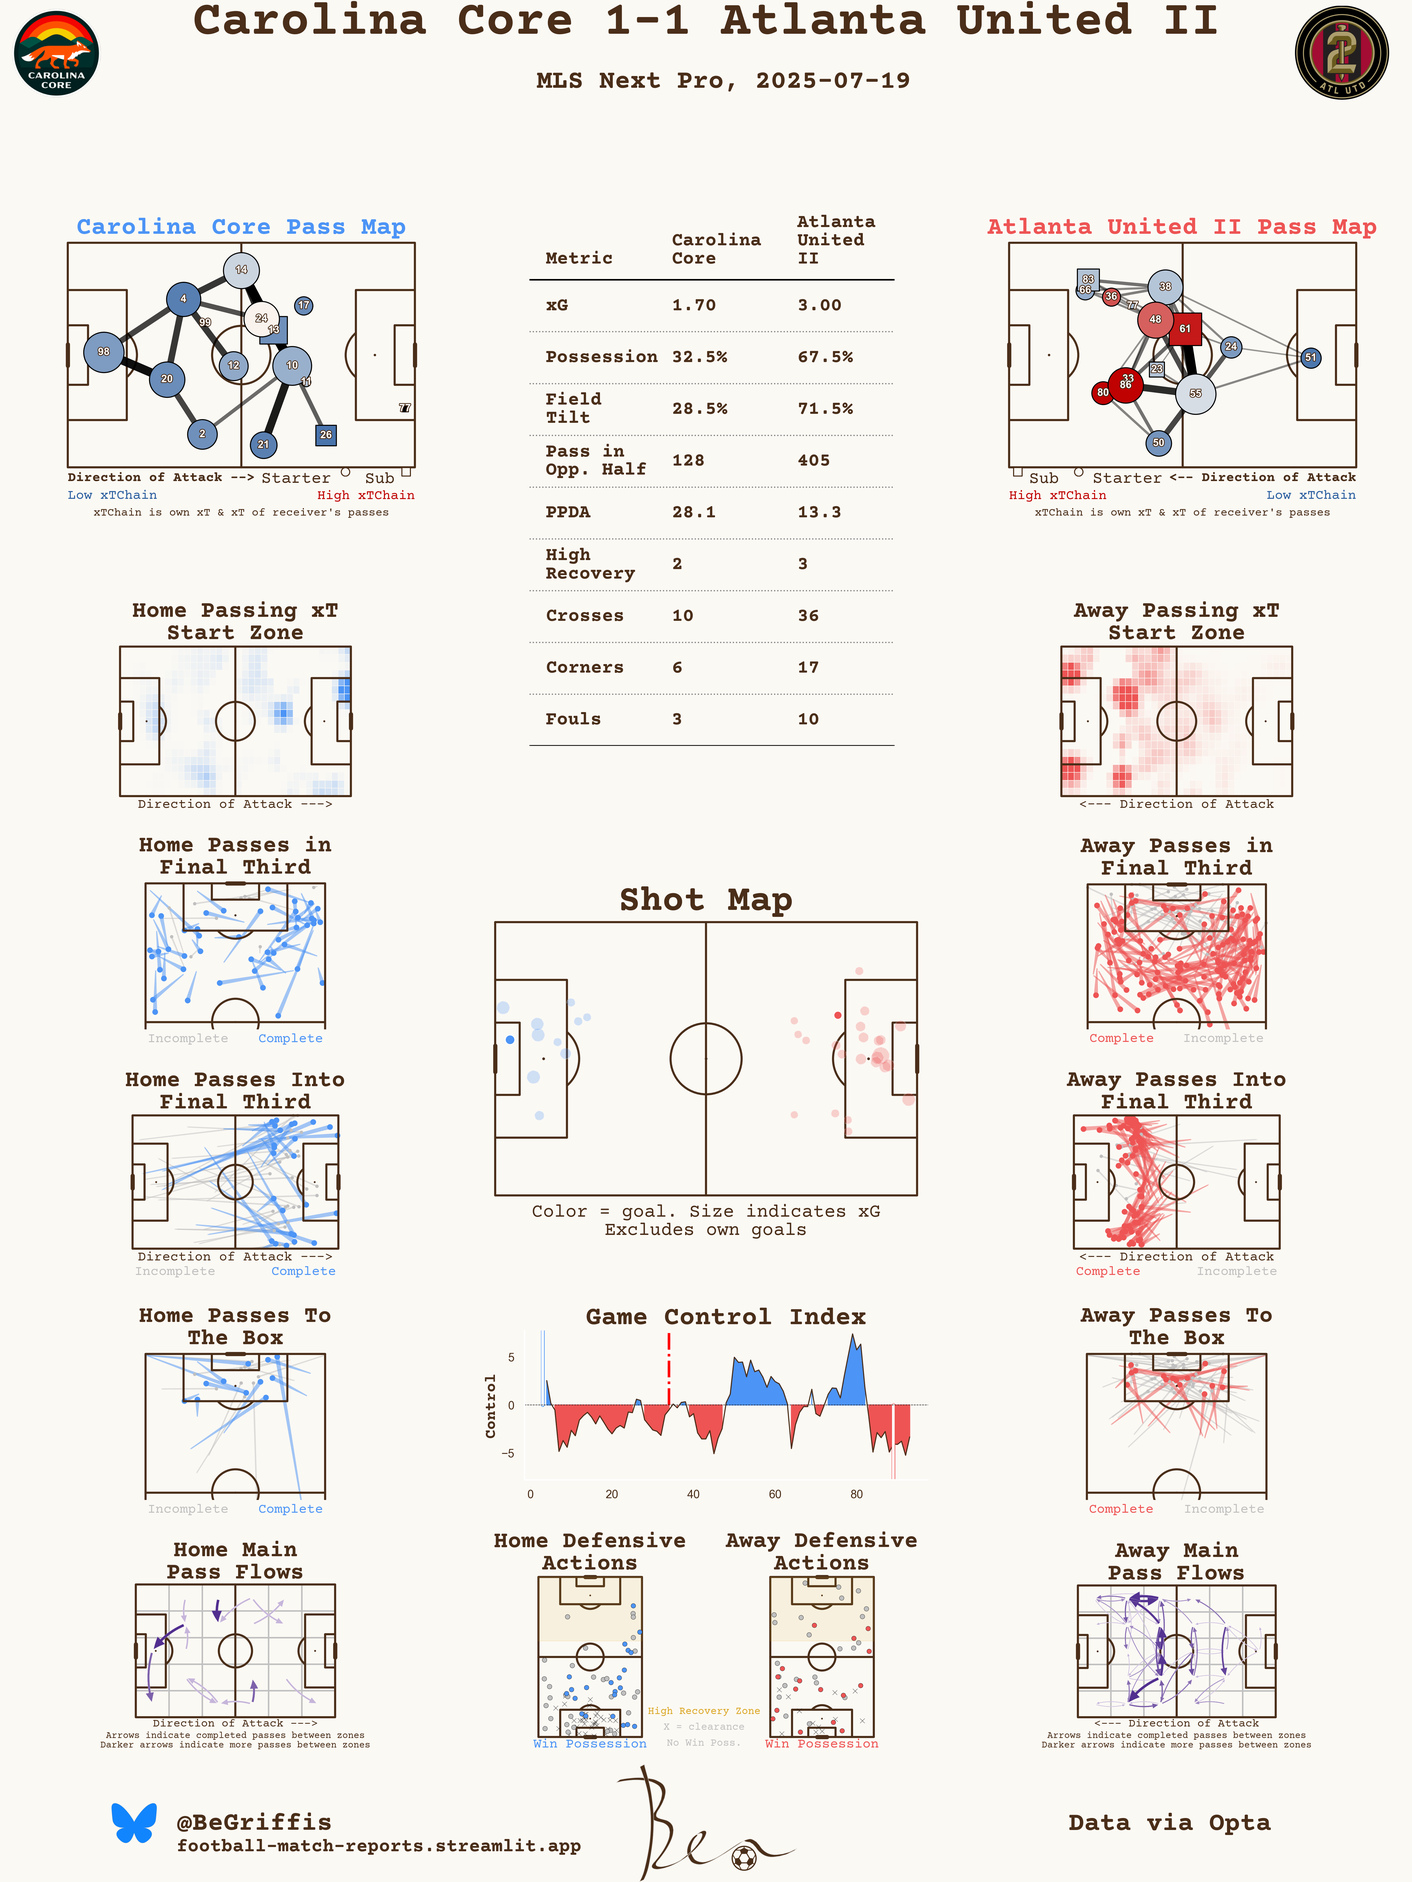 Carolina Core 1-1 Atlanta United II
MLS Next Pro, 2025-07-19
CAROLINA
CORE
2
ATL UTD
Carolina Core Pass Map
14
4
17
99
24
13
98
12
10
20
11
77
2
21
26
Direction of Attack --> Starter Sub
Low xTChain High xTChain
xTChain is own xT & xT of receiver's passes
Metric Carolina Core Atlanta United II
xG 1.70 3.00
Possession 32.5% 67.5%
Field Tilt 28.5% 71.5%
Pass in Opp. Half 128 405
PPDA 28.1 13.3
High Recovery 2 3
Crosses 10 36
Corners 6 17
Fouls 3 10
Atlanta United II Pass Map
83
66
36
38
77
48
61
24
51
23
33
86
80
55
50
Sub Starter <-- Direction of Attack
High xTChain Low xTChain
xTChain is own xT & xT of receiver's passes
Home Passing xT
Start Zone
Direction of Attack --->
Away Passing xT
Start Zone
<--- Direction of Attack
Home Passes in
Final Third
Incomplete Complete
Away Passes in
Final Third
Complete Incomplete
Shot Map
Color = goal. Size indicates xG
Excludes own goals
Home Passes Into
Final Third
Direction of Attack --->
Incomplete Complete
Away Passes Into
Final Third
<--- Direction of Attack
Complete Incomplete
Home Passes To
The Box
Incomplete Complete
Game Control Index
Control
5
0
−5
0 20 40 60 80
Away Passes To
The Box
Complete Incomplete
Home Main
Pass Flows
Direction of Attack --->
Arrows indicate completed passes between zones
Darker arrows indicate more passes between zones
Home Defensive
Actions
Win Possession
High Recovery Zone
X = clearance
No Win Poss.
Away Defensive
Actions
Win Possession
Away Main
Pass Flows
<--- Direction of Attack
Arrows indicate completed passes between zones
Darker arrows indicate more passes between zones
@BeGriffis
football-match-reports.streamlit.app
Ben
Data via Opta